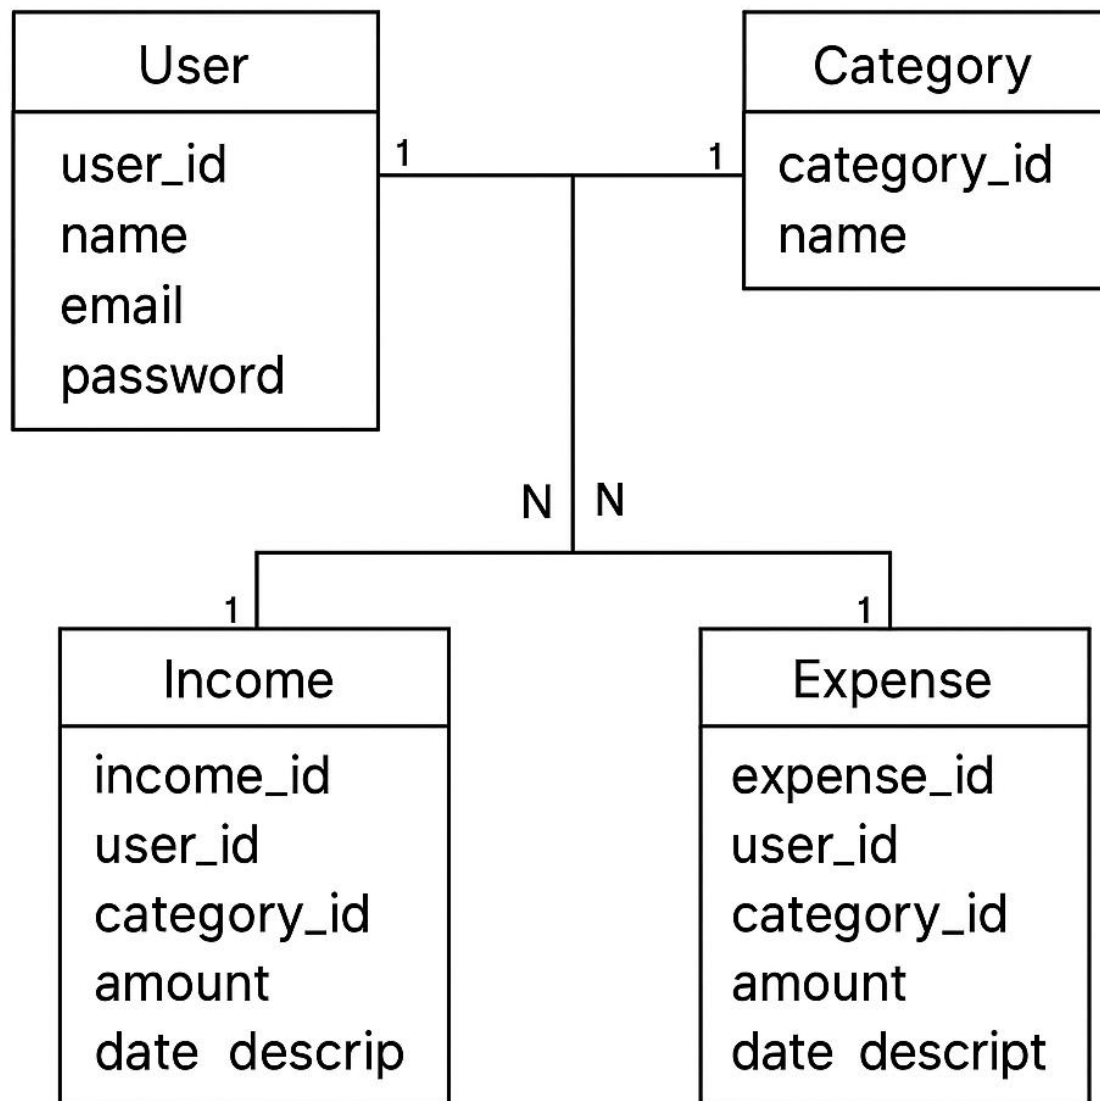 User
user_id
name
email
password
1
1
Category
category_id
name
N N
1
Income
income_id
user_id
category_id
amount
date descrip
1
Expense
expense_id
user_id
category_id
amount
date descript